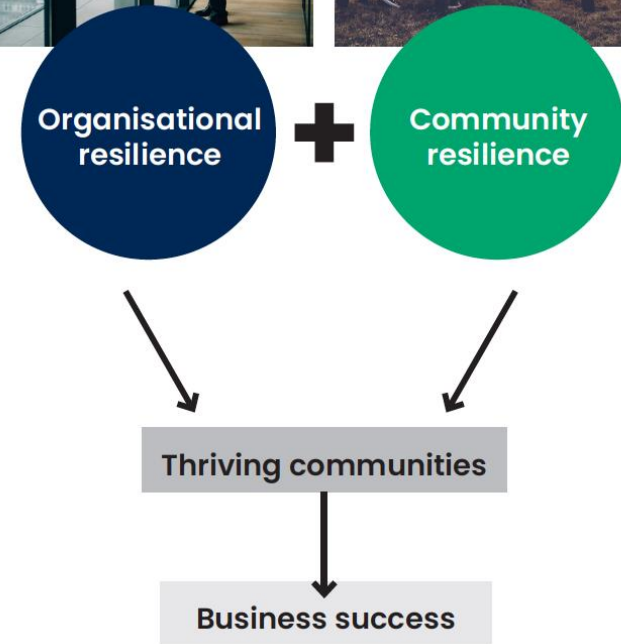 Organisational
resilience
+
Community
resilience
Thriving communities
Business success